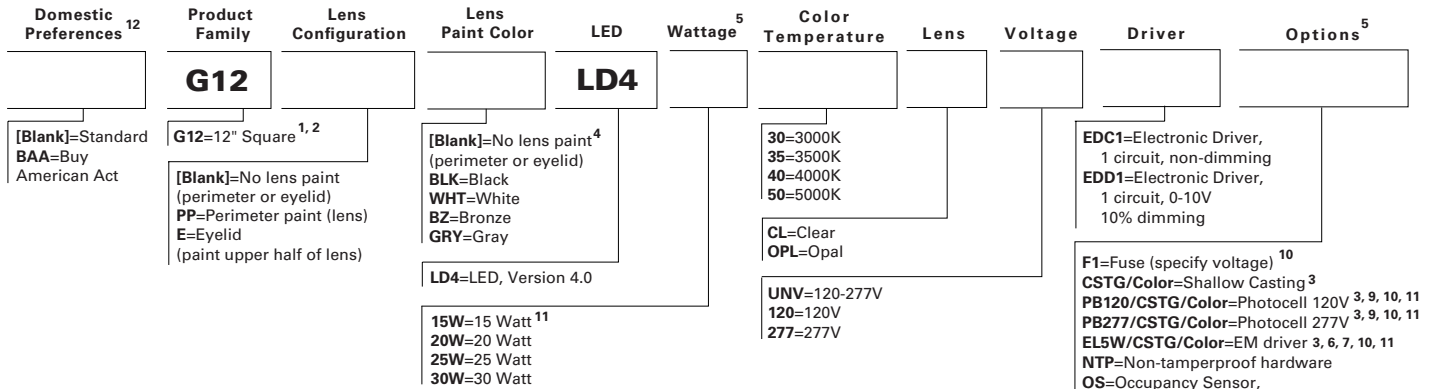 Domestic Preferences 12
Product Family
Lens Configuration
Lens Paint Color
LED
Wattage 5
Color Temperature
Lens
Voltage
Driver
Options 5
G12
LD4
[Blank]=Standard
BAA=Buy
American Act
G12=12" Square 1, 2
[Blank]=No lens paint
(perimeter or eyelid)
PP=Perimeter paint (lens)
E=Eyelid
(paint upper half of lens)
[Blank]=No lens paint 4
(perimeter or eyelid)
BLK=Black
WHT=White
BZ=Bronze
GRY=Gray
LD4=LED, Version 4.0
15W=15 Watt 11
20W=20 Watt
25W=25 Watt
30W=30 Watt
30=3000K
35=3500K
40=4000K
50=5000K
CL=Clear
OPL=Opal
UNV=120-277V
120=120V
277=277V
EDC1=Electronic Driver,
1 circuit, non-dimming
EDD1=Electronic Driver,
1 circuit, 0-10V
10% dimming
F1=Fuse (specify voltage) 10
CSTG/Color=Shallow Casting 3
PB120/CSTG/Color=Photocell 120V 3, 9, 10, 11
PB277/CSTG/Color=Photocell 277V 3, 9, 10, 11
EL5W/CSTG/Color=EM driver 3, 6, 7, 10, 11
NTP=Non-tamperproof hardware
OS=Occupancy Sensor,